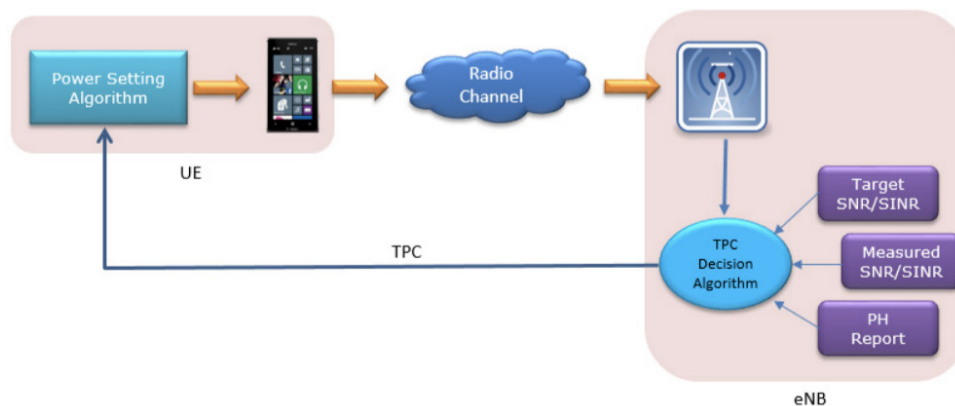 Power Setting
Algorithm
UE
Radio
Channel
TPC
TPC
Decision
Algorithm
Target
SNR/SINR
Measured
SNR/SINR
PH
Report
eNB